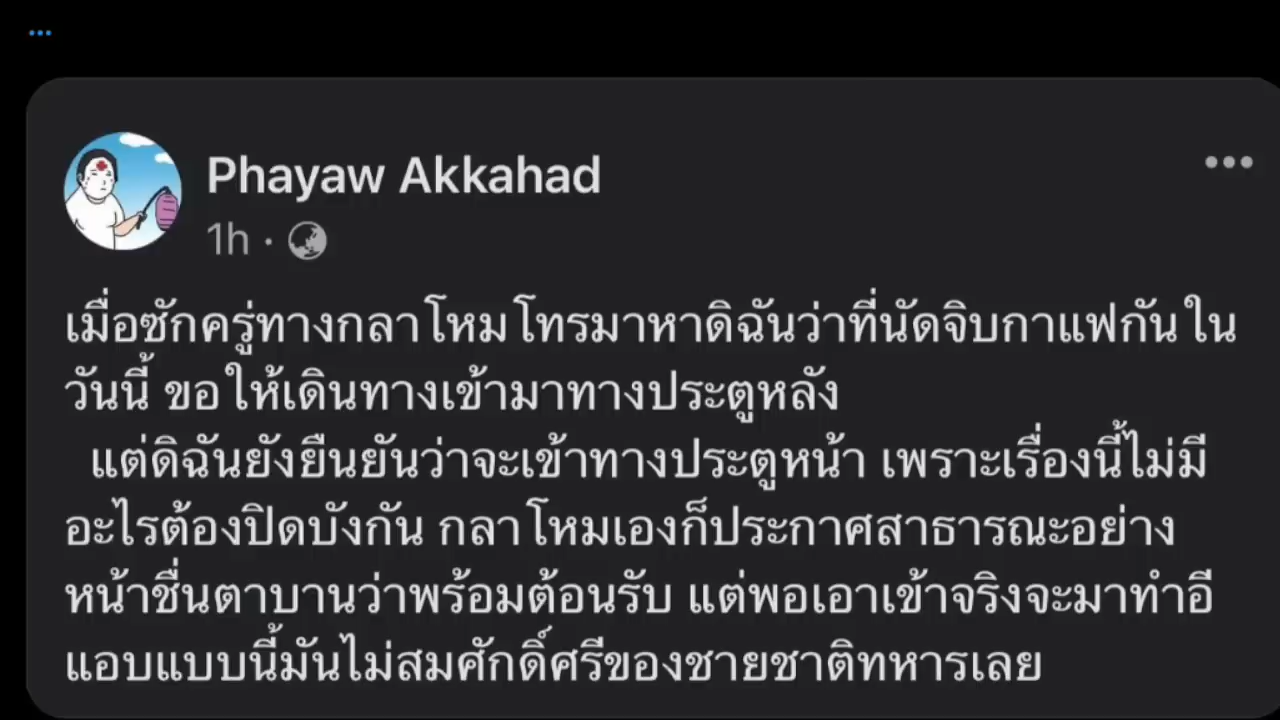 ...
Phayaw Akkahad
1h ·
เมื่อซักครู่ทางกลาโหมโทรมาหาดิฉันว่าที่นัดจิบกาแฟกันใน
วันนี้ ขอให้เดินทางเข้ามาทางประตูหลัง
แต่ดิฉันยังยืนยันว่าจะเข้าทางประตูหน้า เพราะเรื่องนี้ไม่มี
อะไรต้องปิดบังกัน กลาโหมเองก็ประกาศสาธารณะอย่าง
หน้าชื่นตาบานว่าพร้อมต้อนรับ แต่พอเอาเข้าจริงจะมาทำอี
แอบแบบนี้มันไม่สมศักดิ์ศรีของชายชาติทหารเลย